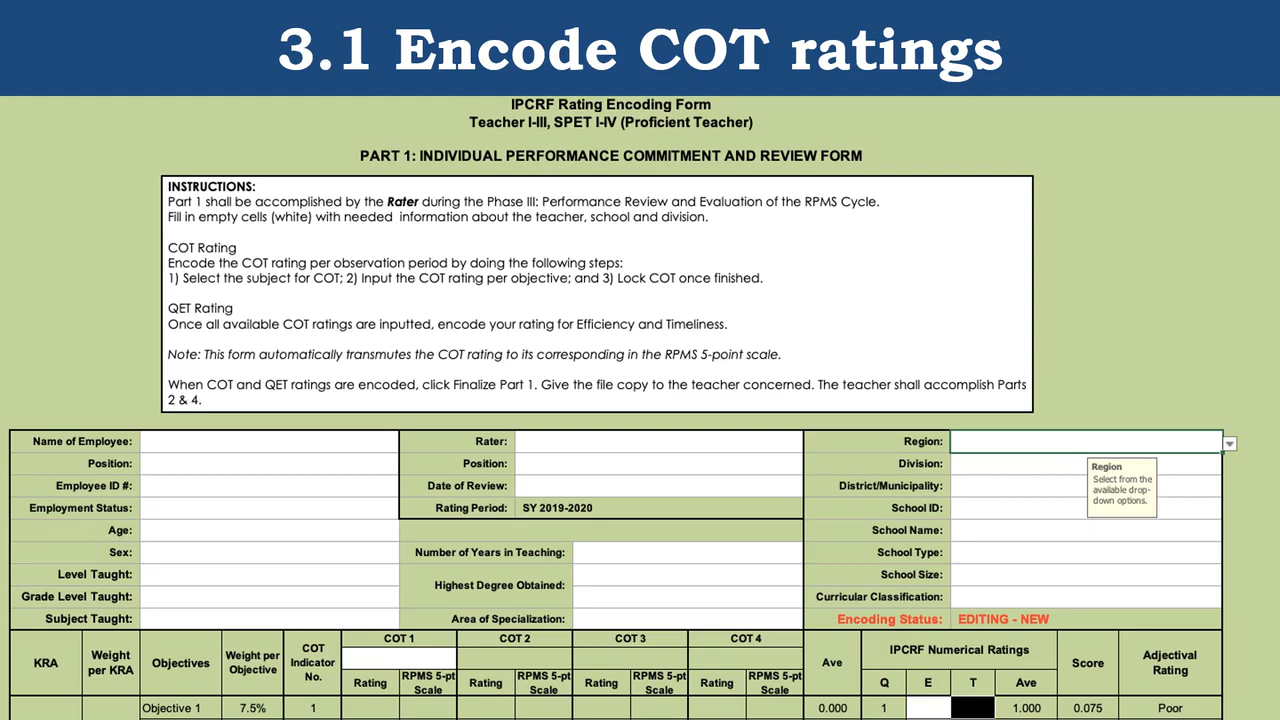 3.1 Encode COT ratings
IPCRF Rating Encoding Form
Teacher I-III, SPET I-IV (Proficient Teacher)
PART 1: INDIVIDUAL PERFORMANCE COMMITMENT AND REVIEW FORM
INSTRUCTIONS:
Part 1 shall be accomplished by the Rater during the Phase III: Performance Review and Evaluation of the RPMS Cycle.
Fill in empty cells (white) with needed information about the teacher, school and division.
COT Rating
Encode the COT rating per observation period by doing the following steps:
1) Select the subject for COT; 2) Input the COT rating per objective; and 3) Lock COT once finished.
QET Rating
Once all available COT ratings are inputted, encode your rating for Efficiency and Timeliness.
Note: This form automatically transmutes the COT rating to its corresponding in the RPMS 5-point scale.
When COT and QET ratings are encoded, click Finalize Part 1. Give the file copy to the teacher concerned. The teacher shall accomplish Parts
2 & 4.
Name of Employee: Rater: Region:
Position: Position: Division:
Employee ID #: Date of Review: District/Municipality:
Employment Status: Rating Period: SY 2019-2020 School ID:
Region
Select from the
available drop-
down options.
Age: School Name:
Sex: Number of Years in Teaching: School Type:
Level Taught: Highest Degree Obtained: School Size:
Grade Level Taught: Curricular Classification:
Subject Taught: Area of Specialization: Encoding Status: EDITING - NEW
KRA
Weight
per KRA
Objectives
Weight per
Objective
COT
Indicator
No.
COT 1 COT 2 COT 3 COT 4
Rating RPMS 5-pt Scale Rating RPMS 5-pt Scale Rating RPMS 5-pt Scale Rating RPMS 5-pt Scale
Ave
IPCRF Numerical Ratings
Q E T Ave
Score
Adjectival
Rating
Objective 1 7.5% 1 0.000 1 1.000 0.075 Poor